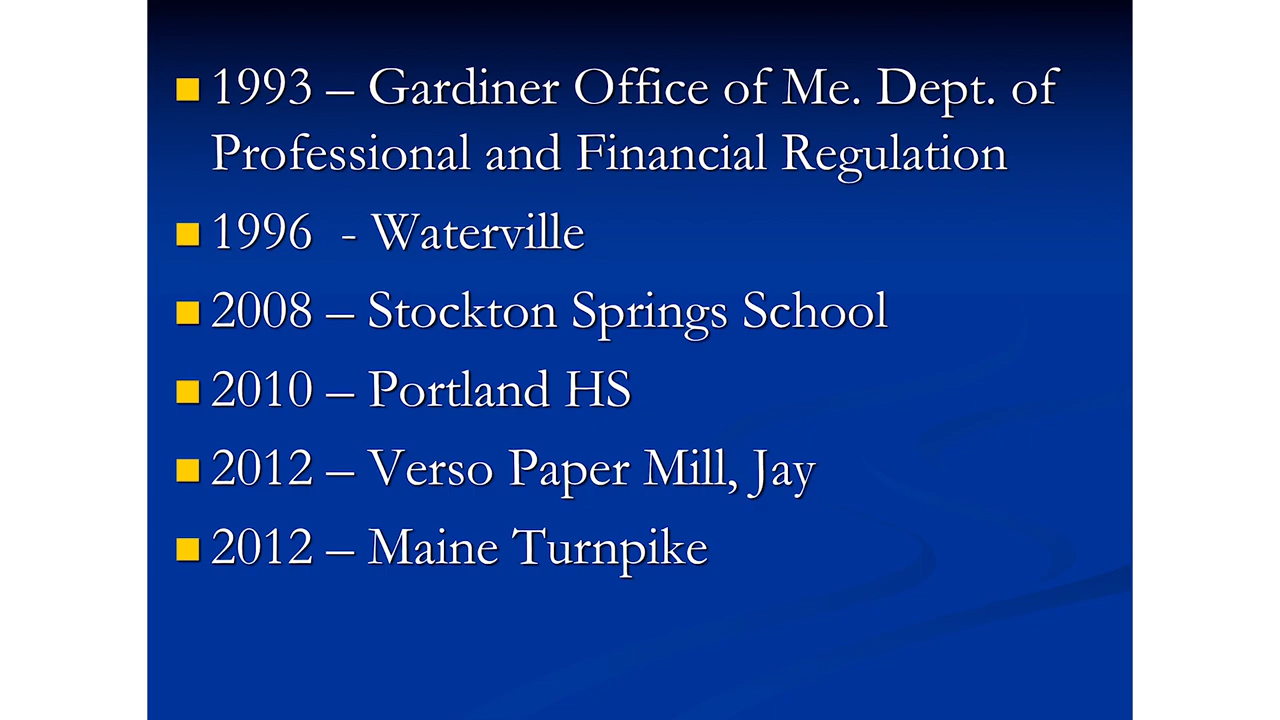 1993 – Gardiner Office of Me. Dept. of
Professional and Financial Regulation
1996  - Waterville
2008 – Stockton Springs School
2010 – Portland HS
2012 – Verso Paper Mill, Jay
2012 – Maine Turnpike